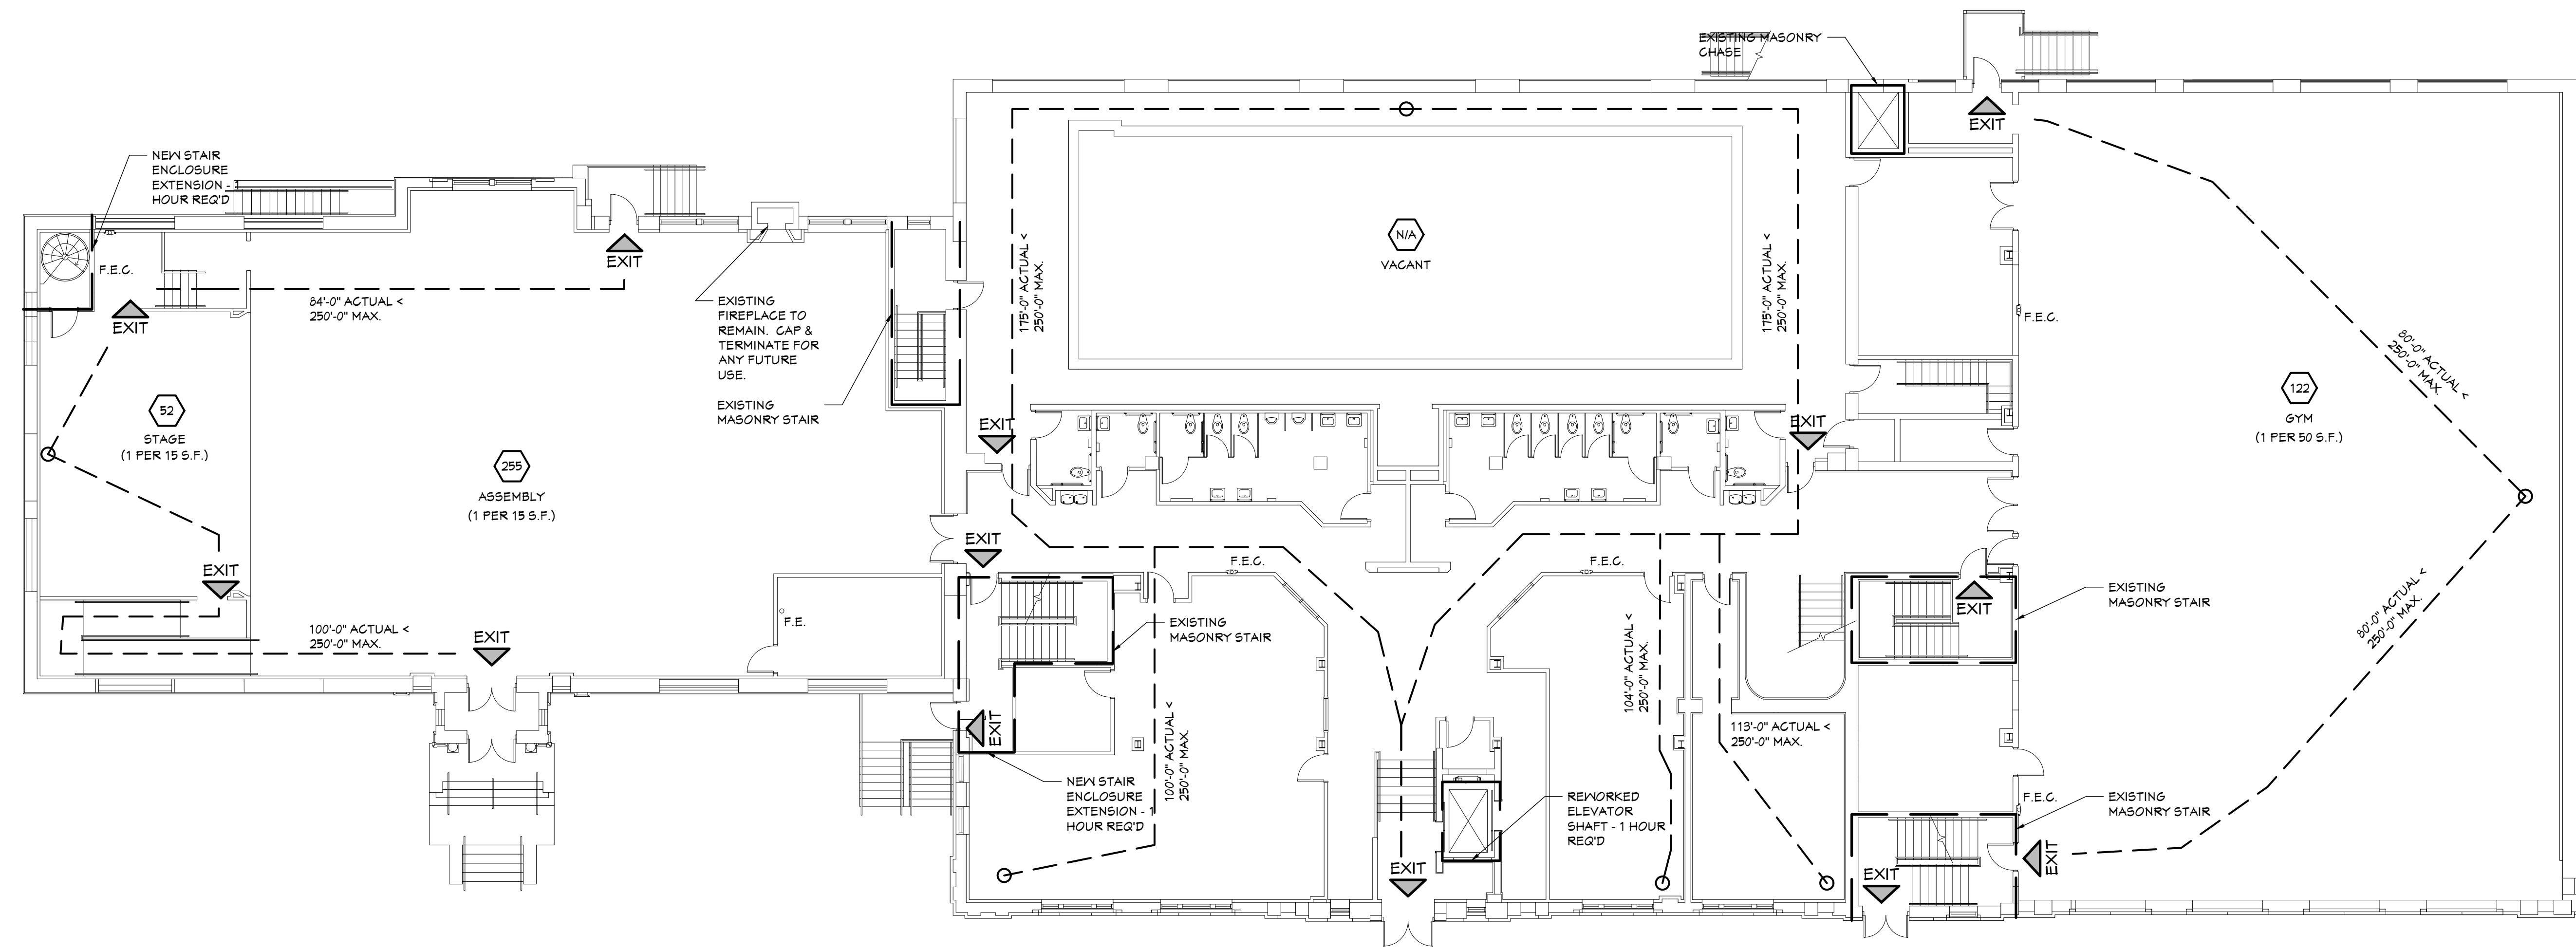 EXISTING MASONRY
CHASE
EXIT
NEW STAIR
ENCLOSURE
EXTENSION -
HOUR REQ'D
F.E.C.
EXIT
84'-0" ACTUAL <
250'-0" MAX.
EXIT
EXISTING
FIREPLACE TO
REMAIN. CAP &
TERMINATE FOR
ANY FUTURE
USE.
EXISTING
MASONRY STAIR
175'-0" ACTUAL <
250'-0" MAX.
N/A
VACANT
175'-0" ACTUAL <
250'-0" MAX.
F.E.C.
80'-0" ACTUAL <
250'-0" MAX.
122
GYM
(1 PER 50 S.F.)
52
STAGE
(1 PER 15 S.F.)
255
ASSEMBLY
(1 PER 15 S.F.)
EXIT
EXIT
EXIT
EXIT
F.E.C.
F.E.C.
EXIT
EXISTING
MASONRY STAIR
80'-0" ACTUAL <
250'-0" MAX.
100'-0" ACTUAL <
250'-0" MAX.
EXIT
F.E.
EXISTING
MASONRY STAIR
EXIT
100'-0" ACTUAL <
250'-0" MAX.
104'-0" ACTUAL <
250'-0" MAX.
113'-0" ACTUAL <
250'-0" MAX.
NEW STAIR
ENCLOSURE
EXTENSION - 1
HOUR REQ'D
REWORKED
ELEVATOR
SHAFT - 1 HOUR
REQ'D
F.E.C.
EXISTING
MASONRY STAIR
EXIT
EXIT
EXIT